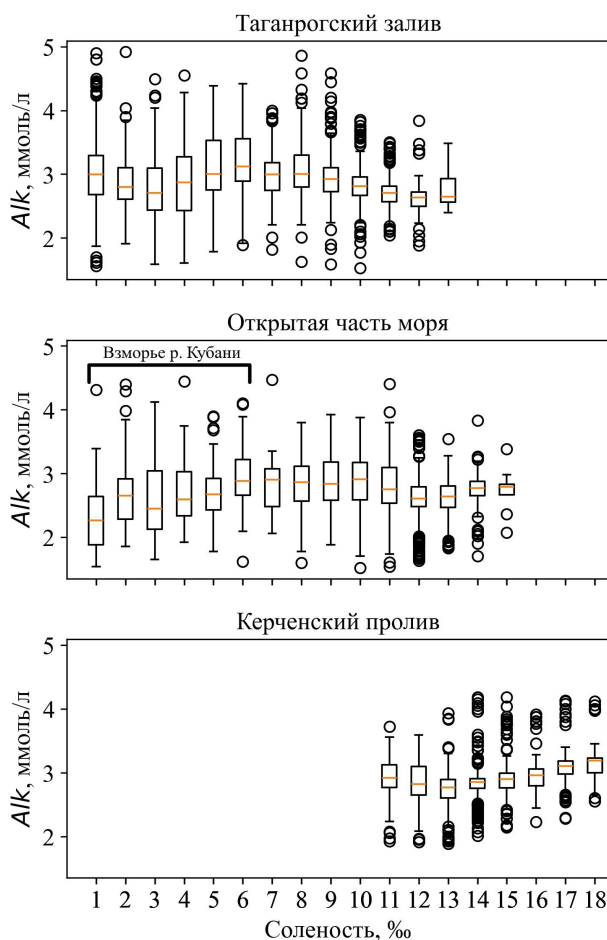 Таганрогский залив
5
4
3
2
Alk, ммоль/л
Открытая часть моря
Взморье р. Кубани
5
4
3
2
Alk, ммоль/л
Керченский пролив
5
4
3
2
Alk, ммоль/л
1 2 3 4 5 6 7 8 9 10 11 12 13 14 15 16 17 18
Соленость, ‰